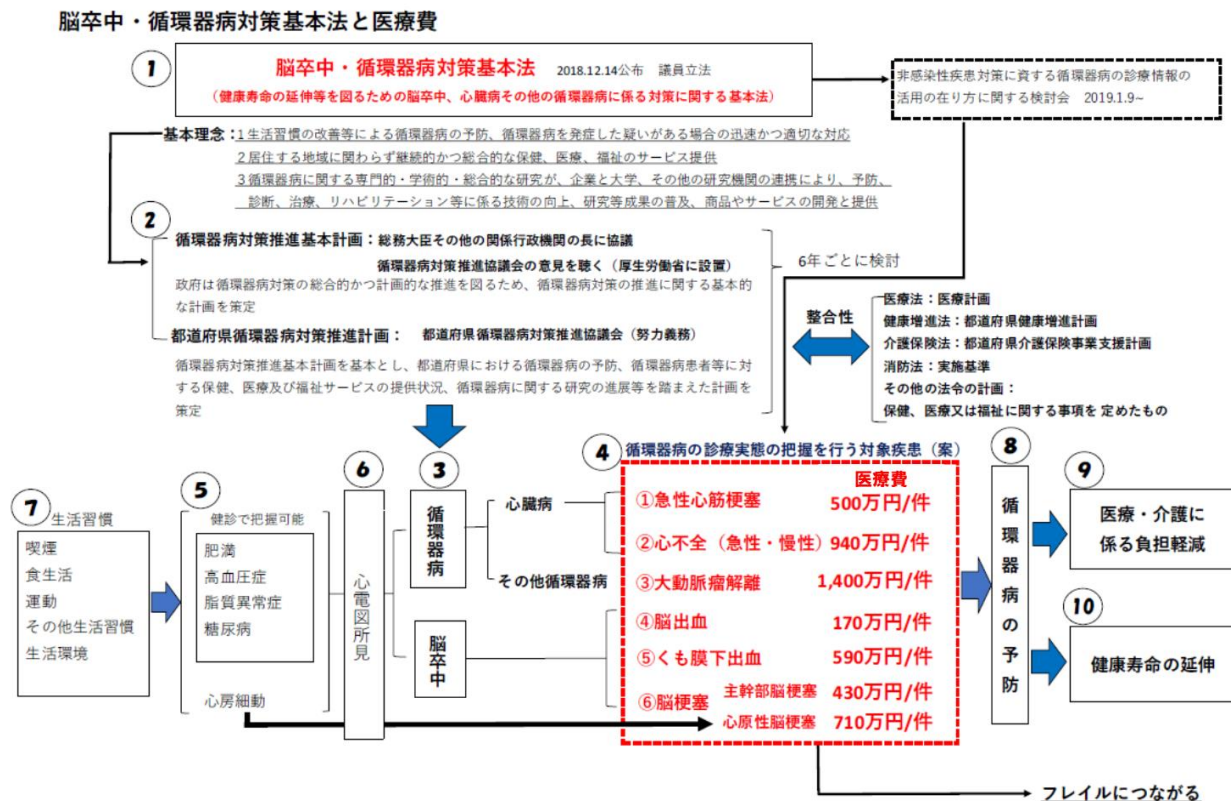 脳卒中・循環器病対策基本法と医療費
1
脳卒中・循環器病対策基本法 2018.12.14公布 議員立法
(健康寿命の延伸等を図るための脳卒中、心臓病その他の循環器病に係る対策に関する基本法)
非感染性疾患対策に資する循環器病の診療情報の
活用の在り方に関する検討会 2019.1.9~
基本理念:1生活習慣の改善等による循環器病の予防、循環器病を発症した疑いがある場合の迅速かつ適切な対応
2居住する地域に関わらず継続的かつ総合的な保健、医療、福祉のサービス提供
3循環器病に関する専門的・学術的・総合的な研究が、企業と大学、その他の研究機関の連携により、予防、
診断、治療、リハビリテーション等に係る技術の向上、研究等成果の普及、商品やサービスの開発と提供
2
循環器病対策推進基本計画:総務大臣その他の関係行政機関の長に協議
循環器病対策推進協議会の意見を聴く(厚生労働省に設置)
政府は循環器病対策の総合的かつ計画的な推進を図るため、循環器病対策の推進に関する基本的
な計画を策定
都道府県循環器病対策推進計画: 都道府県循環器病対策推進協議会(努力義務)
循環器病対策推進基本計画を基本とし、都道府県における循環器病の予防、循環器病患者等に対
する保健、医療及び福祉サービスの提供状況、循環器病に関する研究の進展等を踏まえた計画を
策定
6年ごとに検討
整合性
医療法:医療計画
健康増進法:都道府県健康増進計画
介護保険法:都道府県介護保険事業支援計画
消防法:実施基準
その他の法令の計画:
保健、医療又は福祉に関する事項を 定めたもの
7
生活習慣
喫煙
食生活
運動
その他生活習慣
生活環境
5
健診で把握可能
肥満
高血圧症
脂質異常症
糖尿病
心房細動
6
心電図所見
3
循環器病
心臓病
その他循環器病
脳卒中
4
循環器病の診療実態の把握を行う対象疾患(案)
医療費
①急性心筋梗塞 500万円/件
②心不全(急性・慢性)940万円/件
③大動脈瘤解離 1,400万円/件
④脳出血 170万円/件
⑤くも膜下出血 590万円/件
⑥脳梗塞 主幹部脳梗塞 430万円/件
心原性脳梗塞 710万円/件
8
循環器病の予防
9
医療・介護に
係る負担軽減
10
健康寿命の延伸
フレイルにつながる